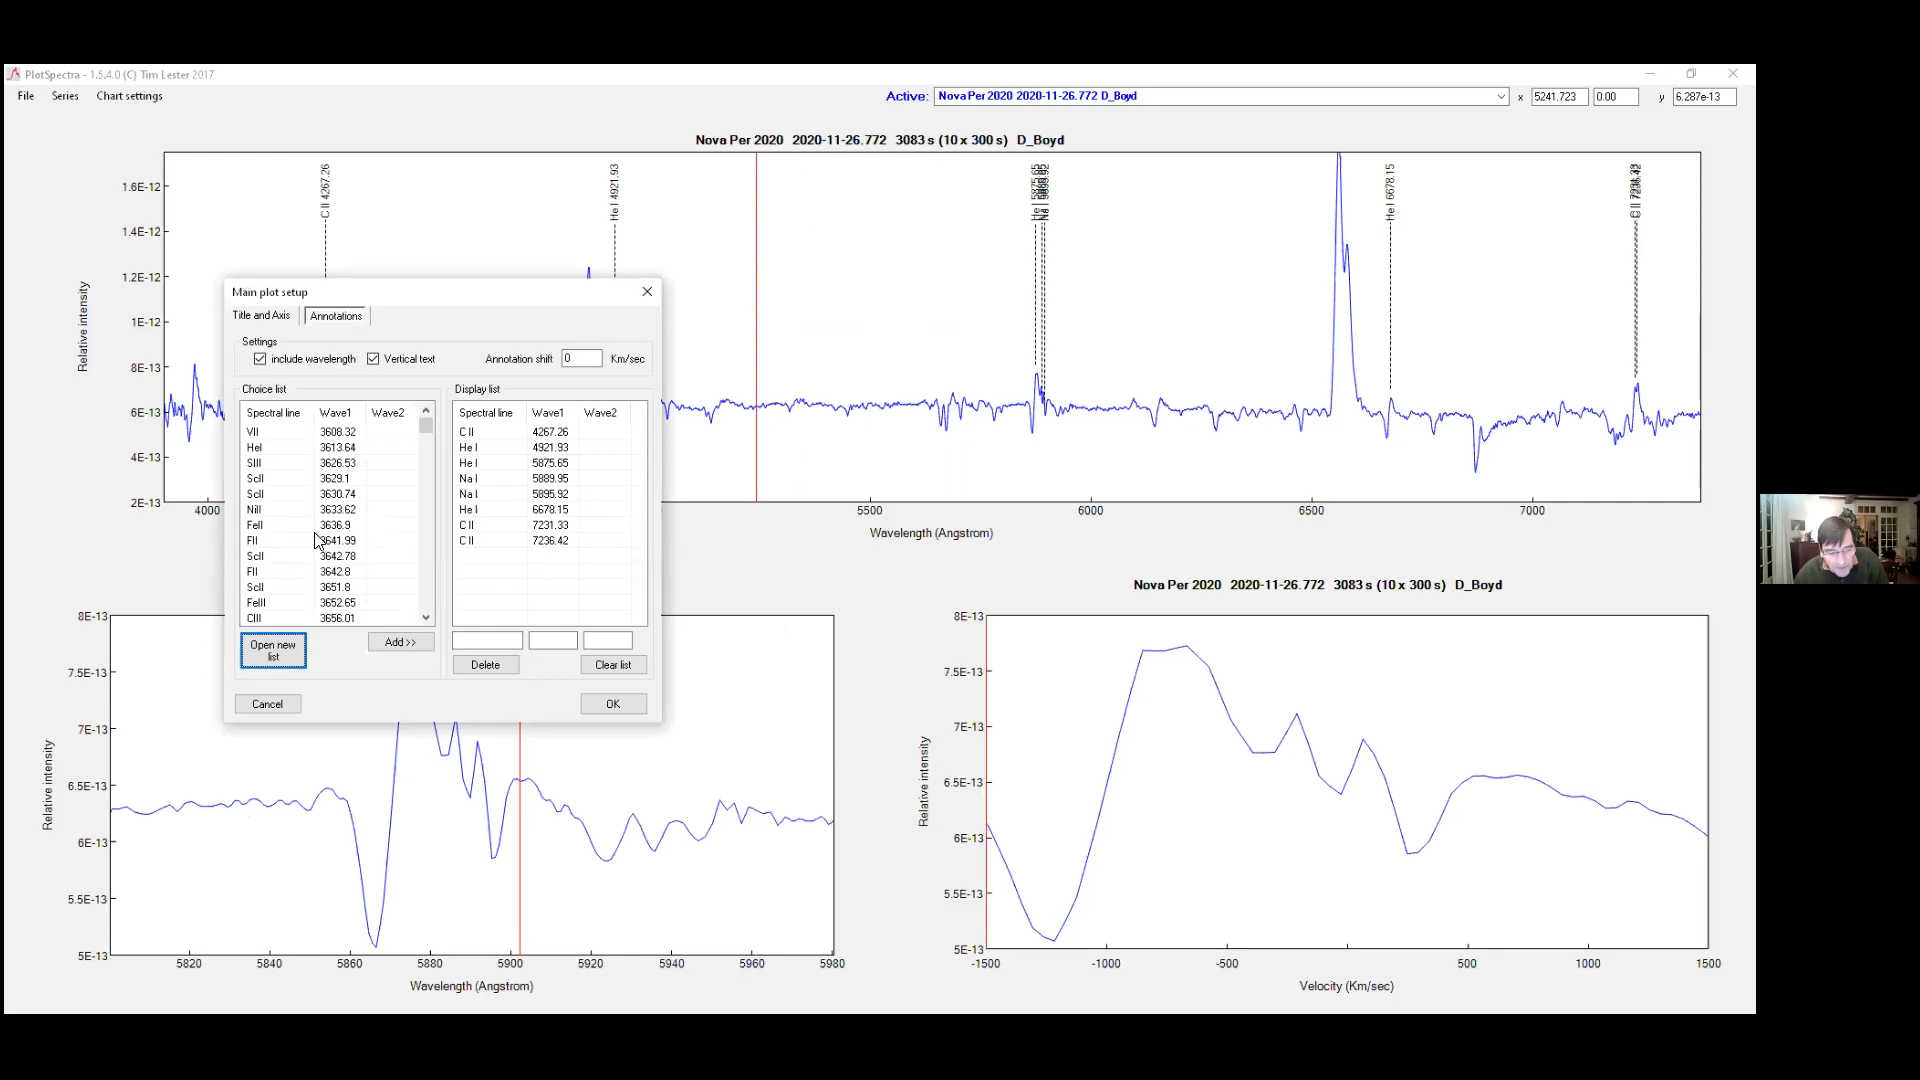 PlotSpectra - 1.5.4.0 (C) Tim Lester 2017
File Series Chart settings
Active: Nova Per 2020 2020-11-26.772 D_Boyd x 5241.723 0.00 y 6.287e-13
Nova Per 2020 2020-11-26.772 3083 s (10 x 300 s) D_Boyd
Relative intensity
1.6E-12
1.4E-12
1.2E-12
1E-12
8E-13
6E-13
4E-13
2E-13
C II 4267.26
He I 4921.93
He I 5875.65
Na I 5895.92
He I 6678.15
C II 7236.42
4000 5500 6000 6500 7000
Wavelength (Angstrom)
Main plot setup
Title and Axis Annotations
Settings
include wavelength Vertical text Annotation shift 0 Km/sec
Choice list
Spectral line Wave1 Wave2
VII 3608.32
HeI 3613.64
SIII 3626.53
ScII 3629.1
ScII 3630.74
NiII 3633.62
FeII 3636.9
FII 3641.99
ScII 3642.78
FII 3642.8
ScII 3651.8
FeIII 3652.65
CIII 3656.01
Open new list
Add >>
Display list
Spectral line Wave1 Wave2
C II 4267.26
He I 4921.93
He I 5875.65
Na I 5889.95
Na I 5895.92
He I 6678.15
C II 7231.33
C II 7236.42
Delete Clear list
Cancel OK
Relative intensity
8E-13
7.5E-13
7E-13
6.5E-13
6E-13
5.5E-13
5E-13
5820 5840 5860 5880 5900 5920 5940 5960 5980
Wavelength (Angstrom)
Nova Per 2020 2020-11-26.772 3083 s (10 x 300 s) D_Boyd
Relative intensity
8E-13
7.5E-13
7E-13
6.5E-13
6E-13
5.5E-13
5E-13
-1500 -1000 -500 500 1000 1500
Velocity (Km/sec)